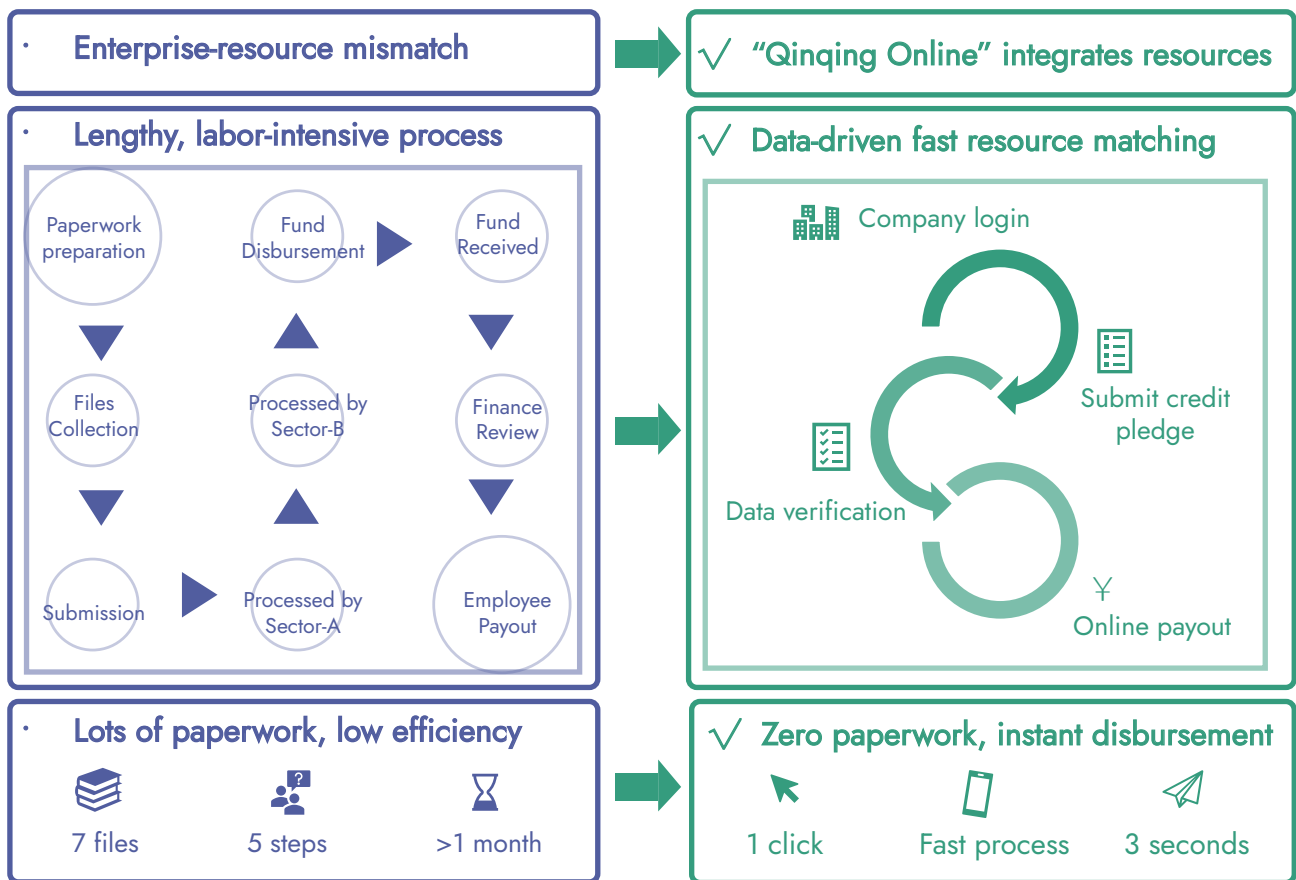 · Enterprise-resource mismatch
√ “Qinqing Online” integrates resources
· Lengthy, labor-intensive process
Paperwork
preparation
Files
Collection
Submission
Processed by
Sector-A
Processed by
Sector-B
Fund
Disbursement
Fund
Received
Finance
Review
Employee
Payout
√ Data-driven fast resource matching
Company login
Submit credit
pledge
Data verification
¥
Online payout
· Lots of paperwork, low efficiency
?
7 files
5 steps
>1 month
√ Zero paperwork, instant disbursement
1 click
Fast process
3 seconds